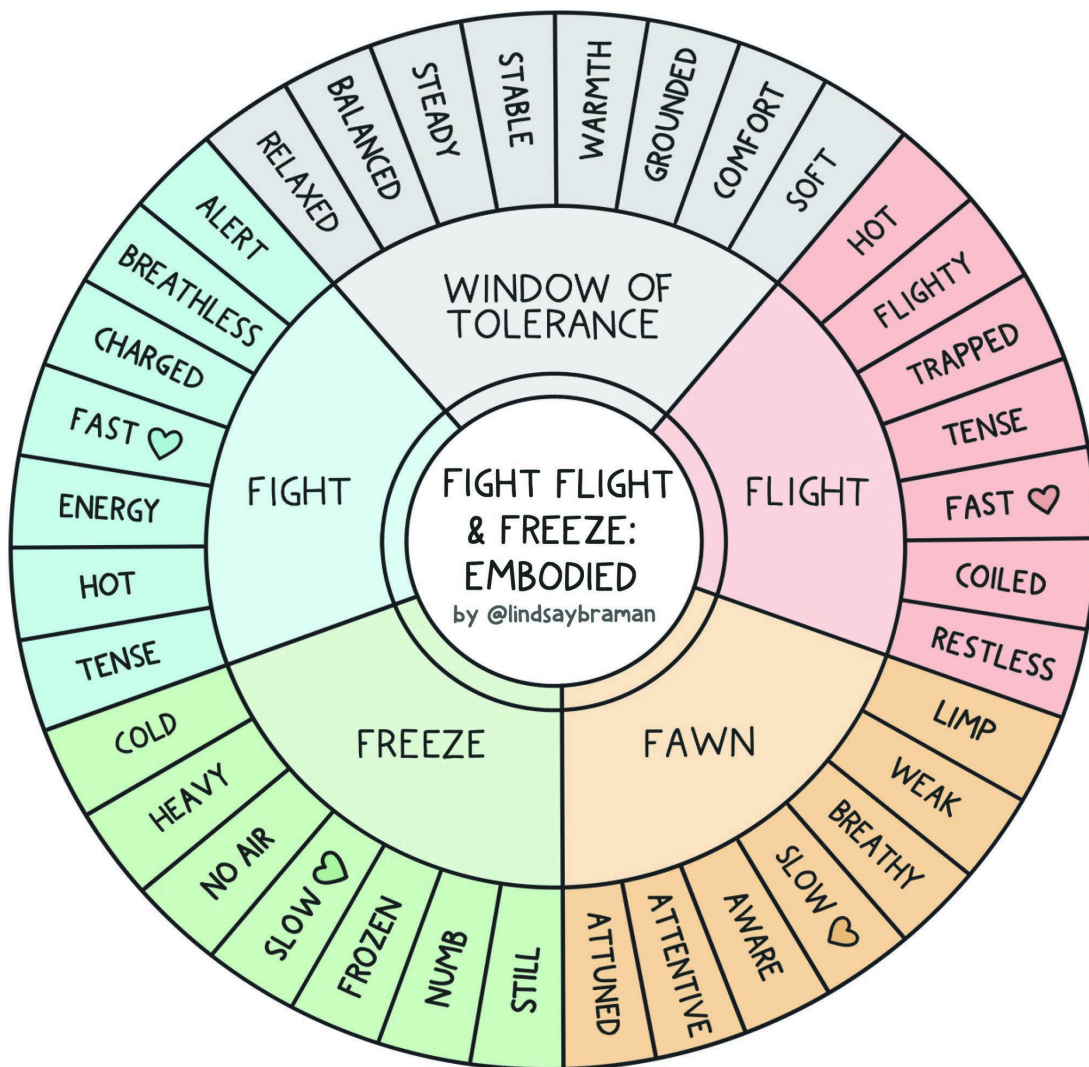 FIGHT FLIGHT
& FREEZE:
EMBODIED
by @lindsaybraman
WINDOW OF
TOLERANCE
RELAXED
BALANCED
STEADY
STABLE
WARMTH
GROUNDED
COMFORT
SOFT
FLIGHT
HOT
FLIGHTY
TRAPPED
TENSE
FAST ♡
COILED
RESTLESS
FAWN
LIMP
WEAK
BREATHY
SLOW ♡
AWARE
ATTENTIVE
ATTUNED
FREEZE
STILL
NUMB
FROZEN
SLOW ♡
NO AIR
HEAVY
COLD
FIGHT
TENSE
HOT
ENERGY
FAST ♡
CHARGED
BREATHLESS
ALERT